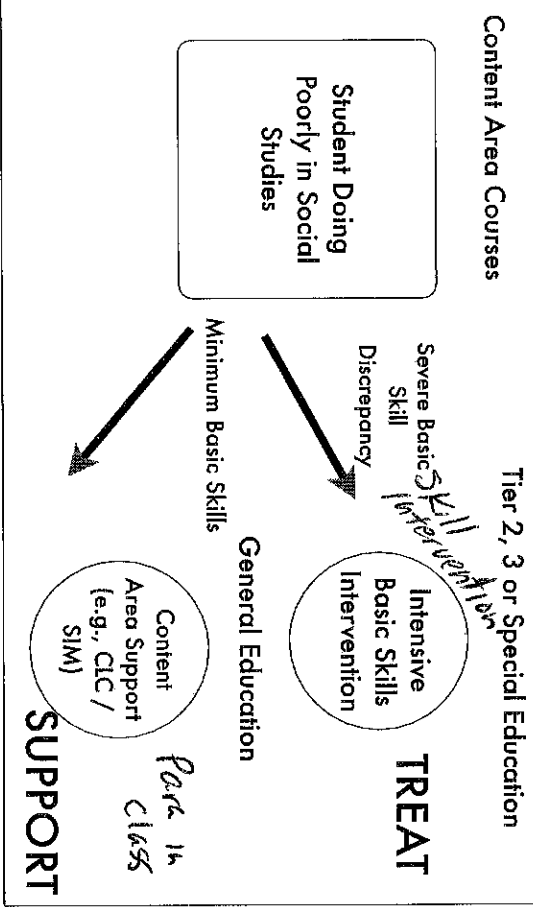 Content Area Courses
Student Doing
Poorly in Social
Studies
Tier 2, 3 or Special Education
Severe Basic
Skill
Discrepancy
Skill
Intervention
Intensive
Basic Skills
Intervention
TREAT
Minimum Basic Skills
General Education
Content
Area Support
(e.g., CLC /
SIM)
Para in
class
SUPPORT